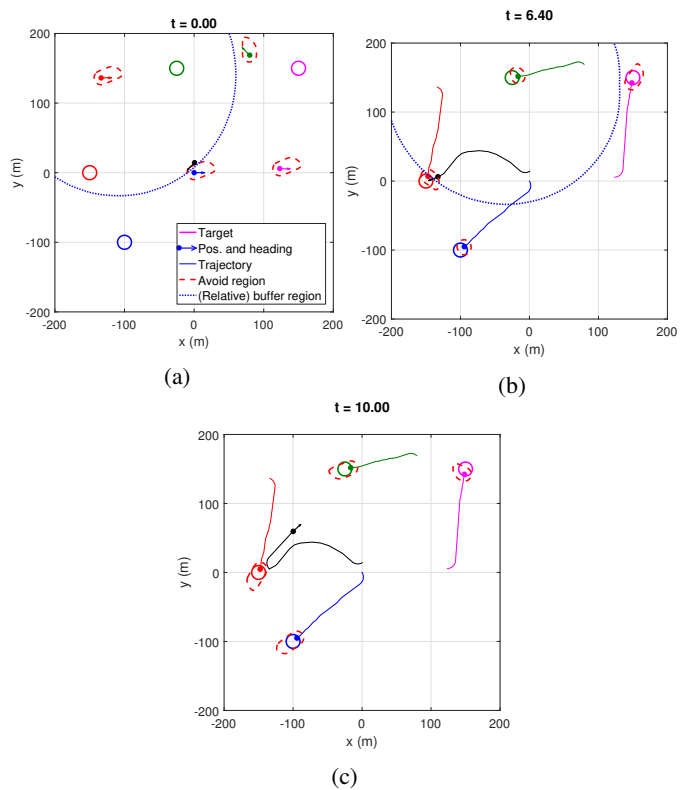 t = 0.00
200
100
0
-100
-200
y (m)
Target
Pos. and heading
Trajectory
Avoid region
(Relative) buffer region
-200 -100 0 100 200
x (m)
(a)
t = 6.40
200
100
0
-100
-200
y (m)
-200 -100 0 100 200
x (m)
(b)
t = 10.00
200
100
0
-100
-200
y (m)
-200 -100 0 100 200
x (m)
(c)